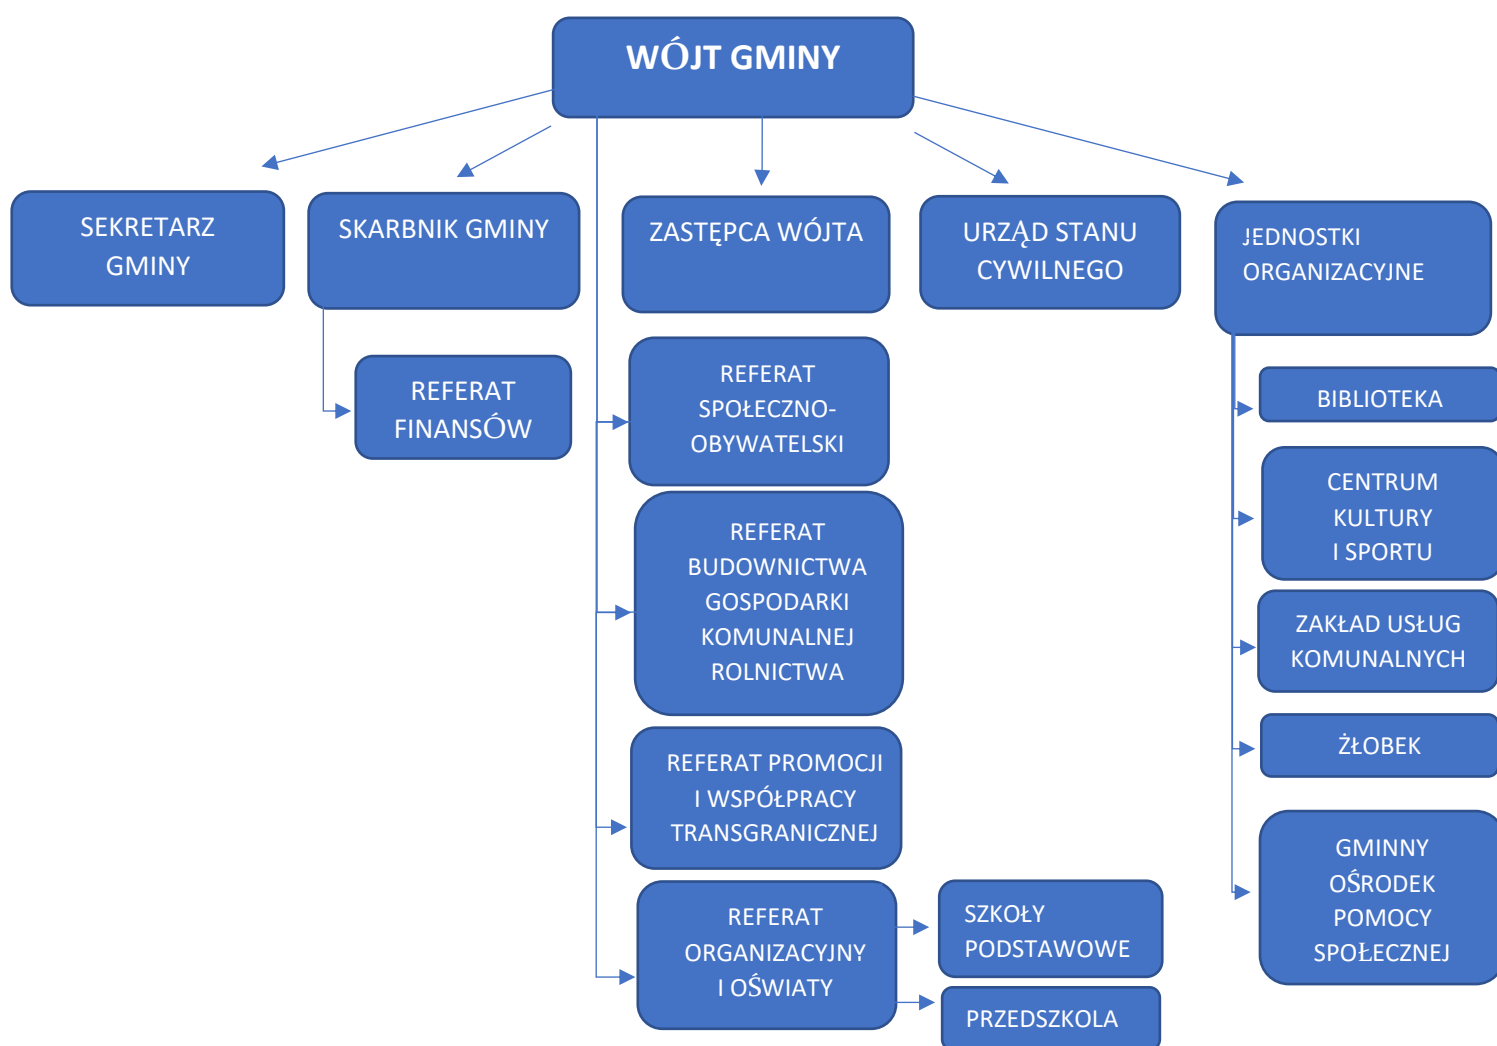 WÓJT GMINY
SEKRETARZ
GMINY
SKARBNIK GMINY
ZASTĘPCA WÓJTA
URZĄD STANU
CYWILNEGO
JEDNOSTKI
ORGANIZACYJNE
REFERAT
FINANSÓW
REFERAT
SPOŁECZNO-
OBYWATELSKI
REFERAT
BUDOWNICTWA
GOSPODARKI
KOMUNALNEJ
ROLNICTWA
REFERAT PROMOCJI
I WSPÓŁPRACY
TRANSGRANICZNEJ
REFERAT
ORGANIZACYJNY
I OŚWIATY
SZKOŁY
PODSTAWOWE
PRZEDSZKOLA
BIBLIOTEKA
CENTRUM
KULTURY
I SPORTU
ZAKŁAD USŁUG
KOMUNALNYCH
ŻŁOBEK
GMINNY
OŚRODEK
POMOCY
SPOŁECZNEJ